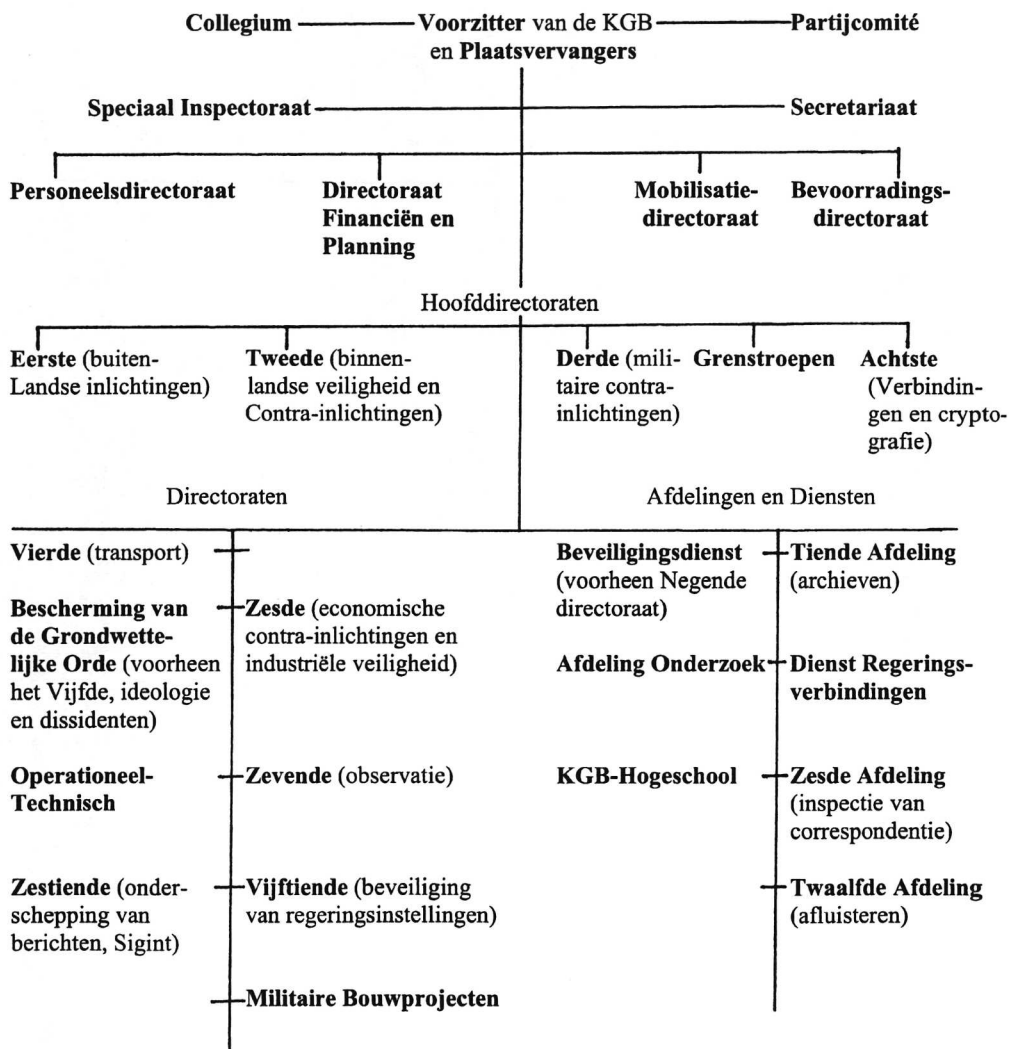 Collegium Voorzitter van de KGB Partijcomité
en Plaatsvervangers
Speciaal Inspectoraat Secretariaat
Personeelsdirectoraat Directoraat Mobilisatie- Bevoorradings-
Financiën en directoraat directoraat
Planning
Hoofddirectoraten
Eerste (buiten-
Landse inlichtingen)
Tweede (binnen-
landse veiligheid en
Contra-inlichtingen)
Derde (mili-
taire contra-
inlichtingen)
Grenstroepen
Achtste
(Verbindin-
gen en crypto-
grafie)
Directoraten
Vierde (transport)
Bescherming van
de Grondwette-
lijke Orde (voorheen
het Vijfde, ideologie
en dissidenten)
Zesde (economische
contra-inlichtingen en
industriële veiligheid)
Operationeel-
Technisch
Zevende (observatie)
Zestiende (onder-
schepping van
berichten, Sigint)
Vijftiende (beveiliging
van regeringsinstellingen)
Militaire Bouwprojecten
Afdelingen en Diensten
Beveiligingsdienst
(voorheen Negende
directoraat)
Tiende Afdeling
(archieven)
Afdeling Onderzoek
Dienst Regerings-
verbindingen
KGB-Hogeschool
Zesde Afdeling
(inspectie van
correspondentie)
Twaalfde Afdeling
(afluisteren)